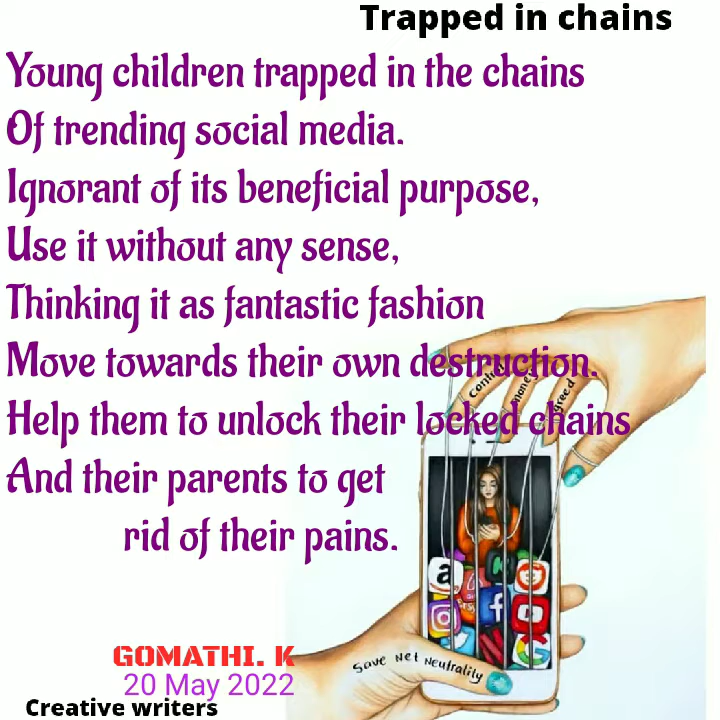 Trapped in chains
Young children trapped in the chains
Of trending social media.
Ignorant of its beneficial purpose,
Use it without any sense,
Thinking it as fantastic fashion
Move towards their own destruction.
Help them to unlock their locked chains
And their parents to get
rid of their pains.
Control
money
greed
a
f
G
Save Net Neutrality
GOMATHI. K
20 May 2022
Creative writers